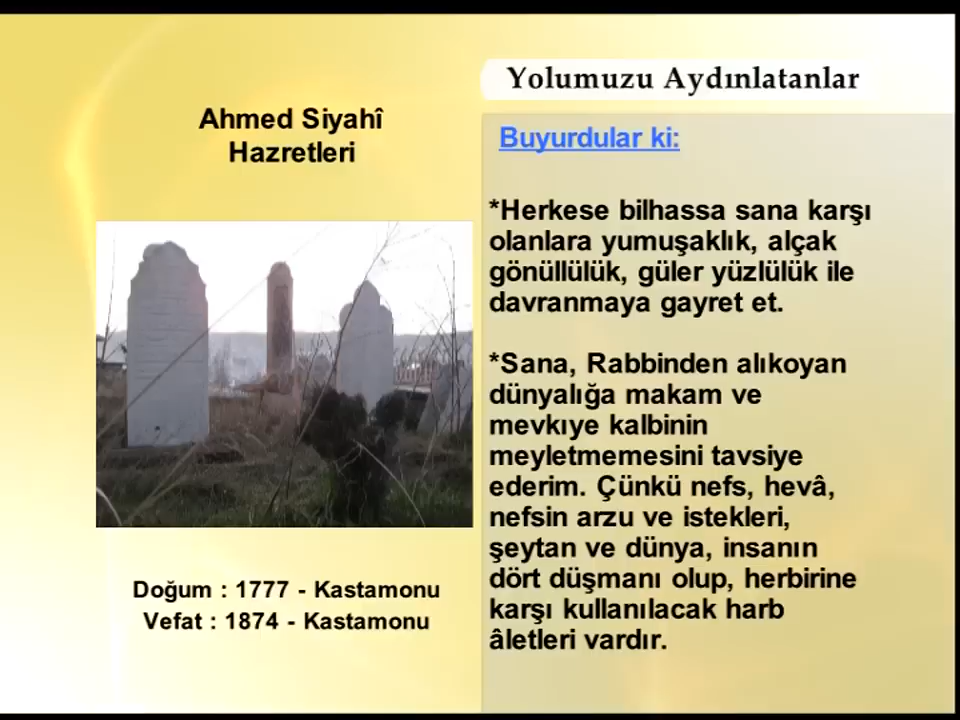 Yolumuzu Aydınlatanlar
Ahmed Siyahî
Hazretleri
Doğum : 1777 - Kastamonu
Vefat : 1874 - Kastamonu
Buyurdular ki:
*Herkese bilhassa sana karşı
olanlara yumuşaklık, alçak
gönüllülük, güler yüzlülük ile
davranmaya gayret et.
*Sana, Rabbinden alıkoyan
dünyalığa makam ve
mevkıye kalbinin
meyletmemesini tavsiye
ederim. Çünkü nefs, hevâ,
nefsin arzu ve istekleri,
şeytan ve dünya, insanın
dört düşmanı olup, herbirine
karşı kullanılacak harb
âletleri vardır.